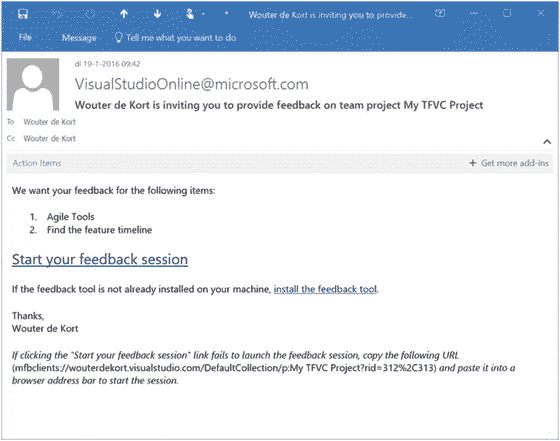 Wouter de Kort is inviting you to provide...
File
Message
Tell me what you want to do
di 19-1-2016 09:42
VisualStudioOnline@microsoft.com
Wouter de Kort is inviting you to provide feedback on team project My TFVC Project
To Wouter de Kort
Cc Wouter de Kort
Action Items
+ Get more add-ins
We want your feedback for the following items:
1. Agile Tools
2. Find the feature timeline
Start your feedback session
If the feedback tool is not already installed on your machine, install the feedback tool.
Thanks,
Wouter de Kort
If clicking the "Start your feedback session" link fails to launch the feedback session, copy the following URL
(mfbclients://wouterdekort.visualstudio.com/DefaultCollection/p:My TFVC Project?rid=312%2C313) and paste it into a
browser address bar to start the session.